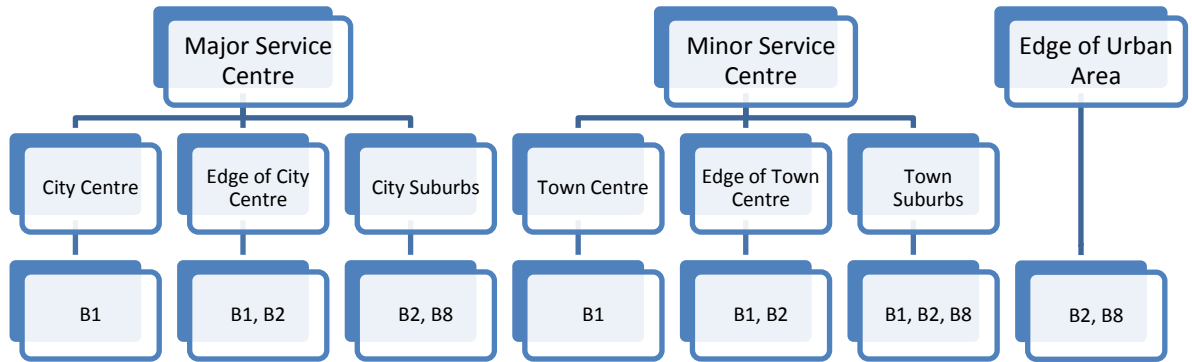 Major Service
Centre
Minor Service
Centre
Edge of Urban
Area
City Centre
Edge of City
Centre
City Suburbs
Town Centre
Edge of Town
Centre
Town
Suburbs
B1
B1, B2
B2, B8
B1
B1, B2
B1, B2, B8
B2, B8